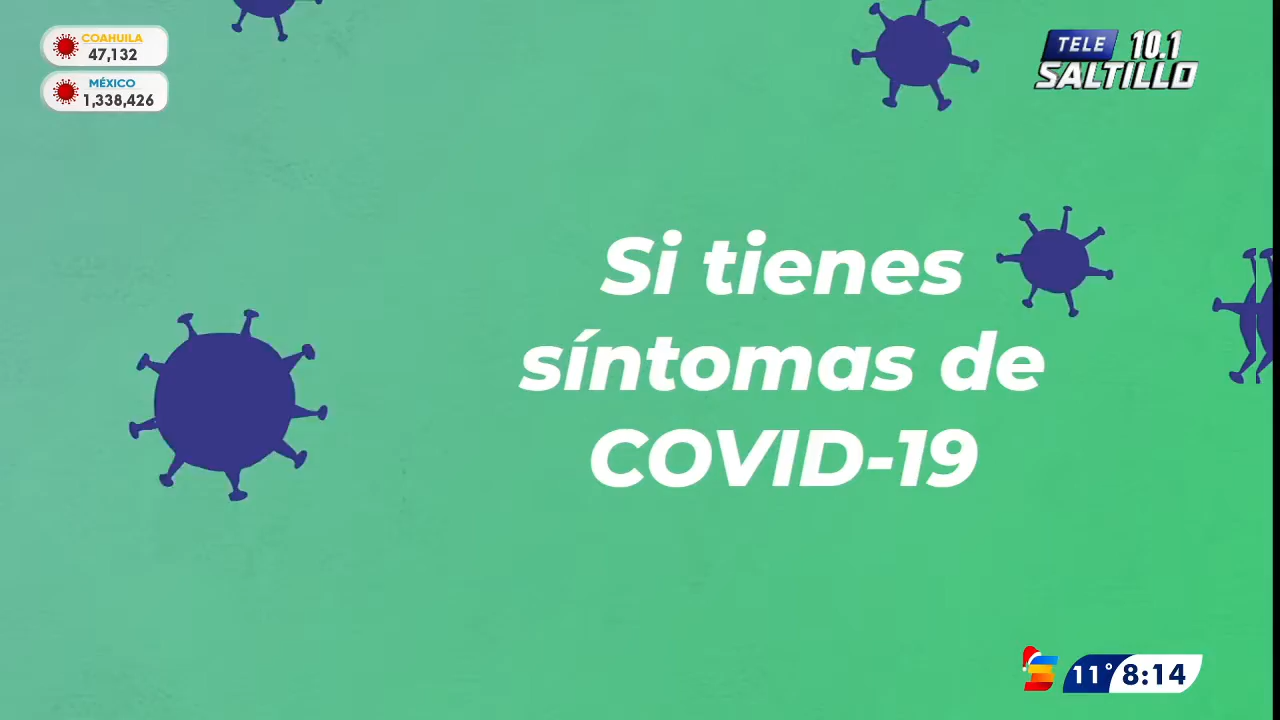 COAHUILA
47,132
MÉXICO
1,338,426
TELE 10.1
SALTILLO
Si tienes
síntomas de
COVID-19
11° 8:14